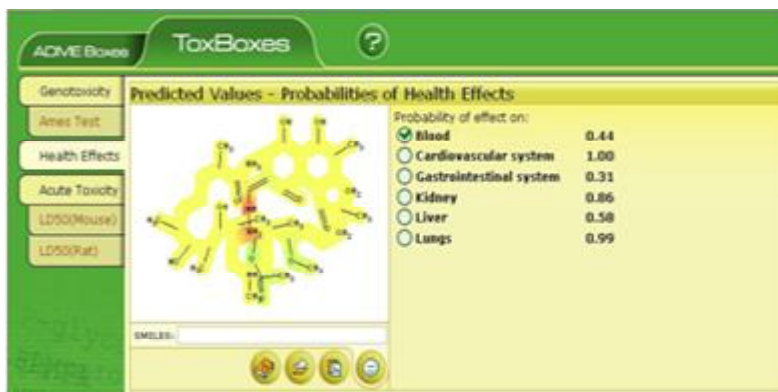 ADME Boxes
ToxBoxes
?
Genotoxicity
Ames Test
Health Effects
Acute Toxicity
LD50(Mouse)
LD50(Rat)
Predicted Values - Probabilities of Health Effects
Probability of effect on:
Blood 0.44
Cardiovascular system 1.00
Gastrointestinal system 0.31
Kidney 0.86
Liver 0.58
Lungs 0.99
SMILES: